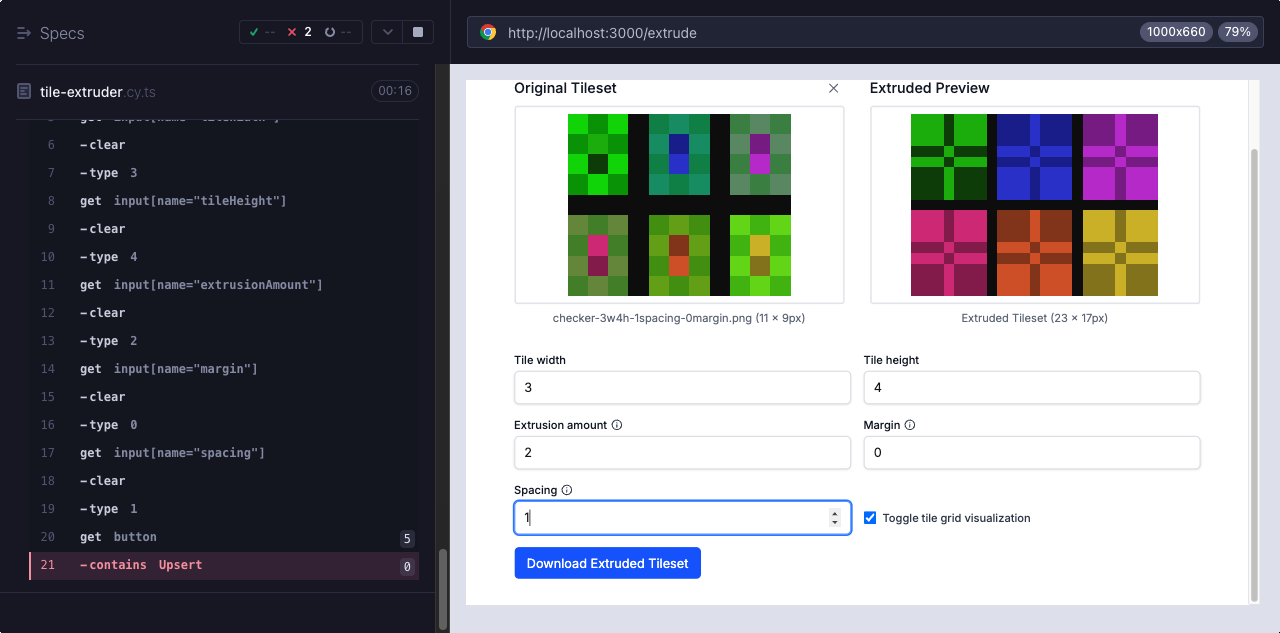 Specs
-- 2 --
http://localhost:3000/extrude
1000x660
79%
tile-extruder.cy.ts
00:16
6 -clear
7 -type 3
8 get input[name="tileHeight"]
9 -clear
10 -type 4
11 get input[name="extrusionAmount"]
12 -clear
13 -type 2
14 get input[name="margin"]
15 -clear
16 -type 0
17 get input[name="spacing"]
18 -clear
19 -type 1
20 get button 5
21 -contains Upsert 0
Original Tileset
Extruded Preview
checker-3w4h-1spacing-0margin.png (11 × 9px)
Extruded Tileset (23 × 17px)
Tile width
Tile height
3
4
Extrusion amount
Margin
2
0
Spacing
1
Toggle tile grid visualization
Download Extruded Tileset